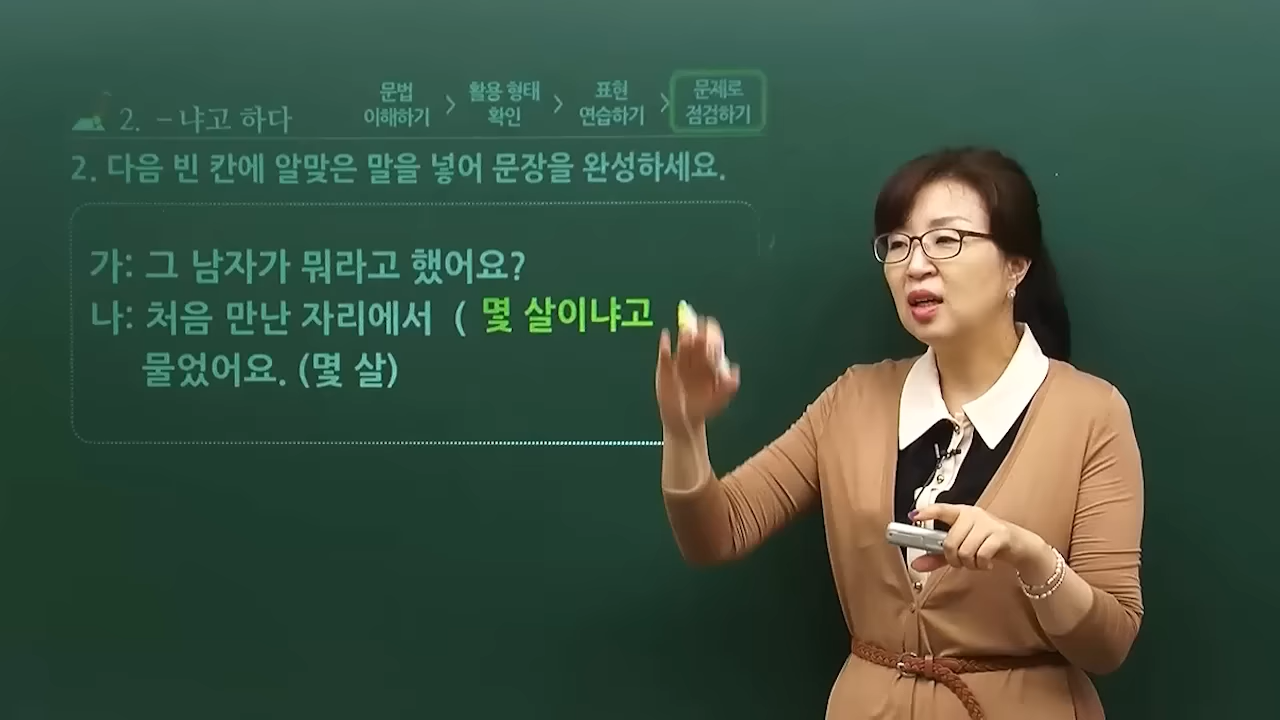 2. -냐고 하다
문법 이해하기 > 활용 형태 확인 > 표현 연습하기 > 문제로 점검하기
2. 다음 빈 칸에 알맞은 말을 넣어 문장을 완성하세요.
가: 그 남자가 뭐라고 했어요?
나: 처음 만난 자리에서 ( 몇 살이냐고
물었어요. (몇 살)